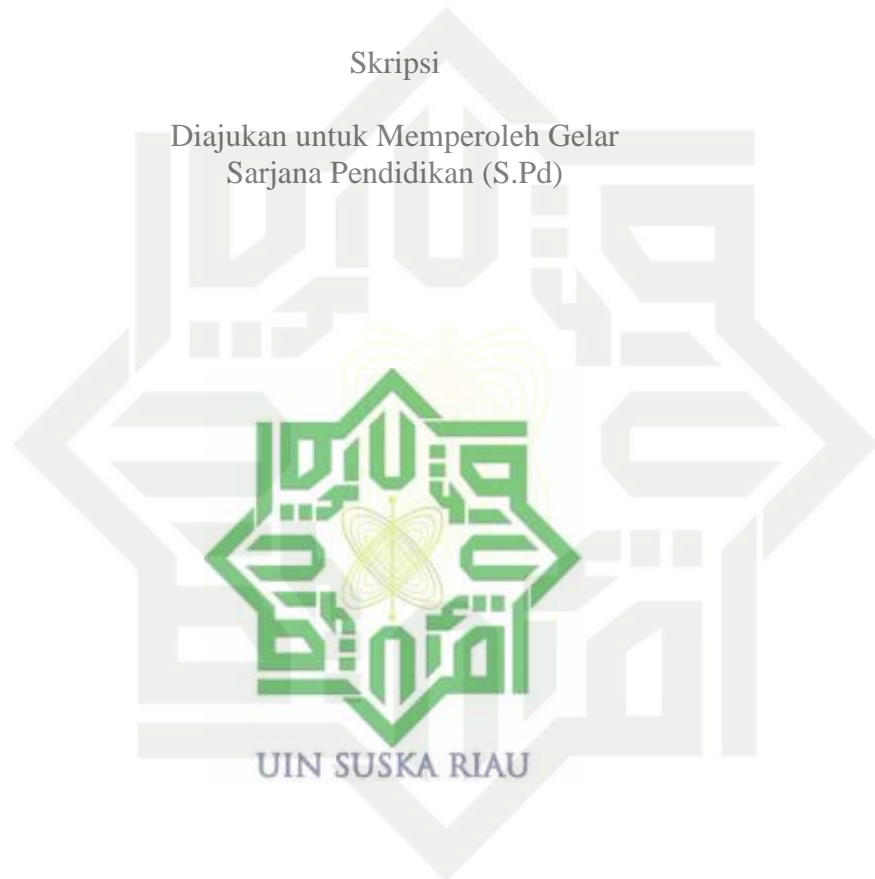 Skripsi
Diajukan untuk Memperoleh Gelar
Sarjana Pendidikan (S.Pd)
UIN SUSKA RIAU